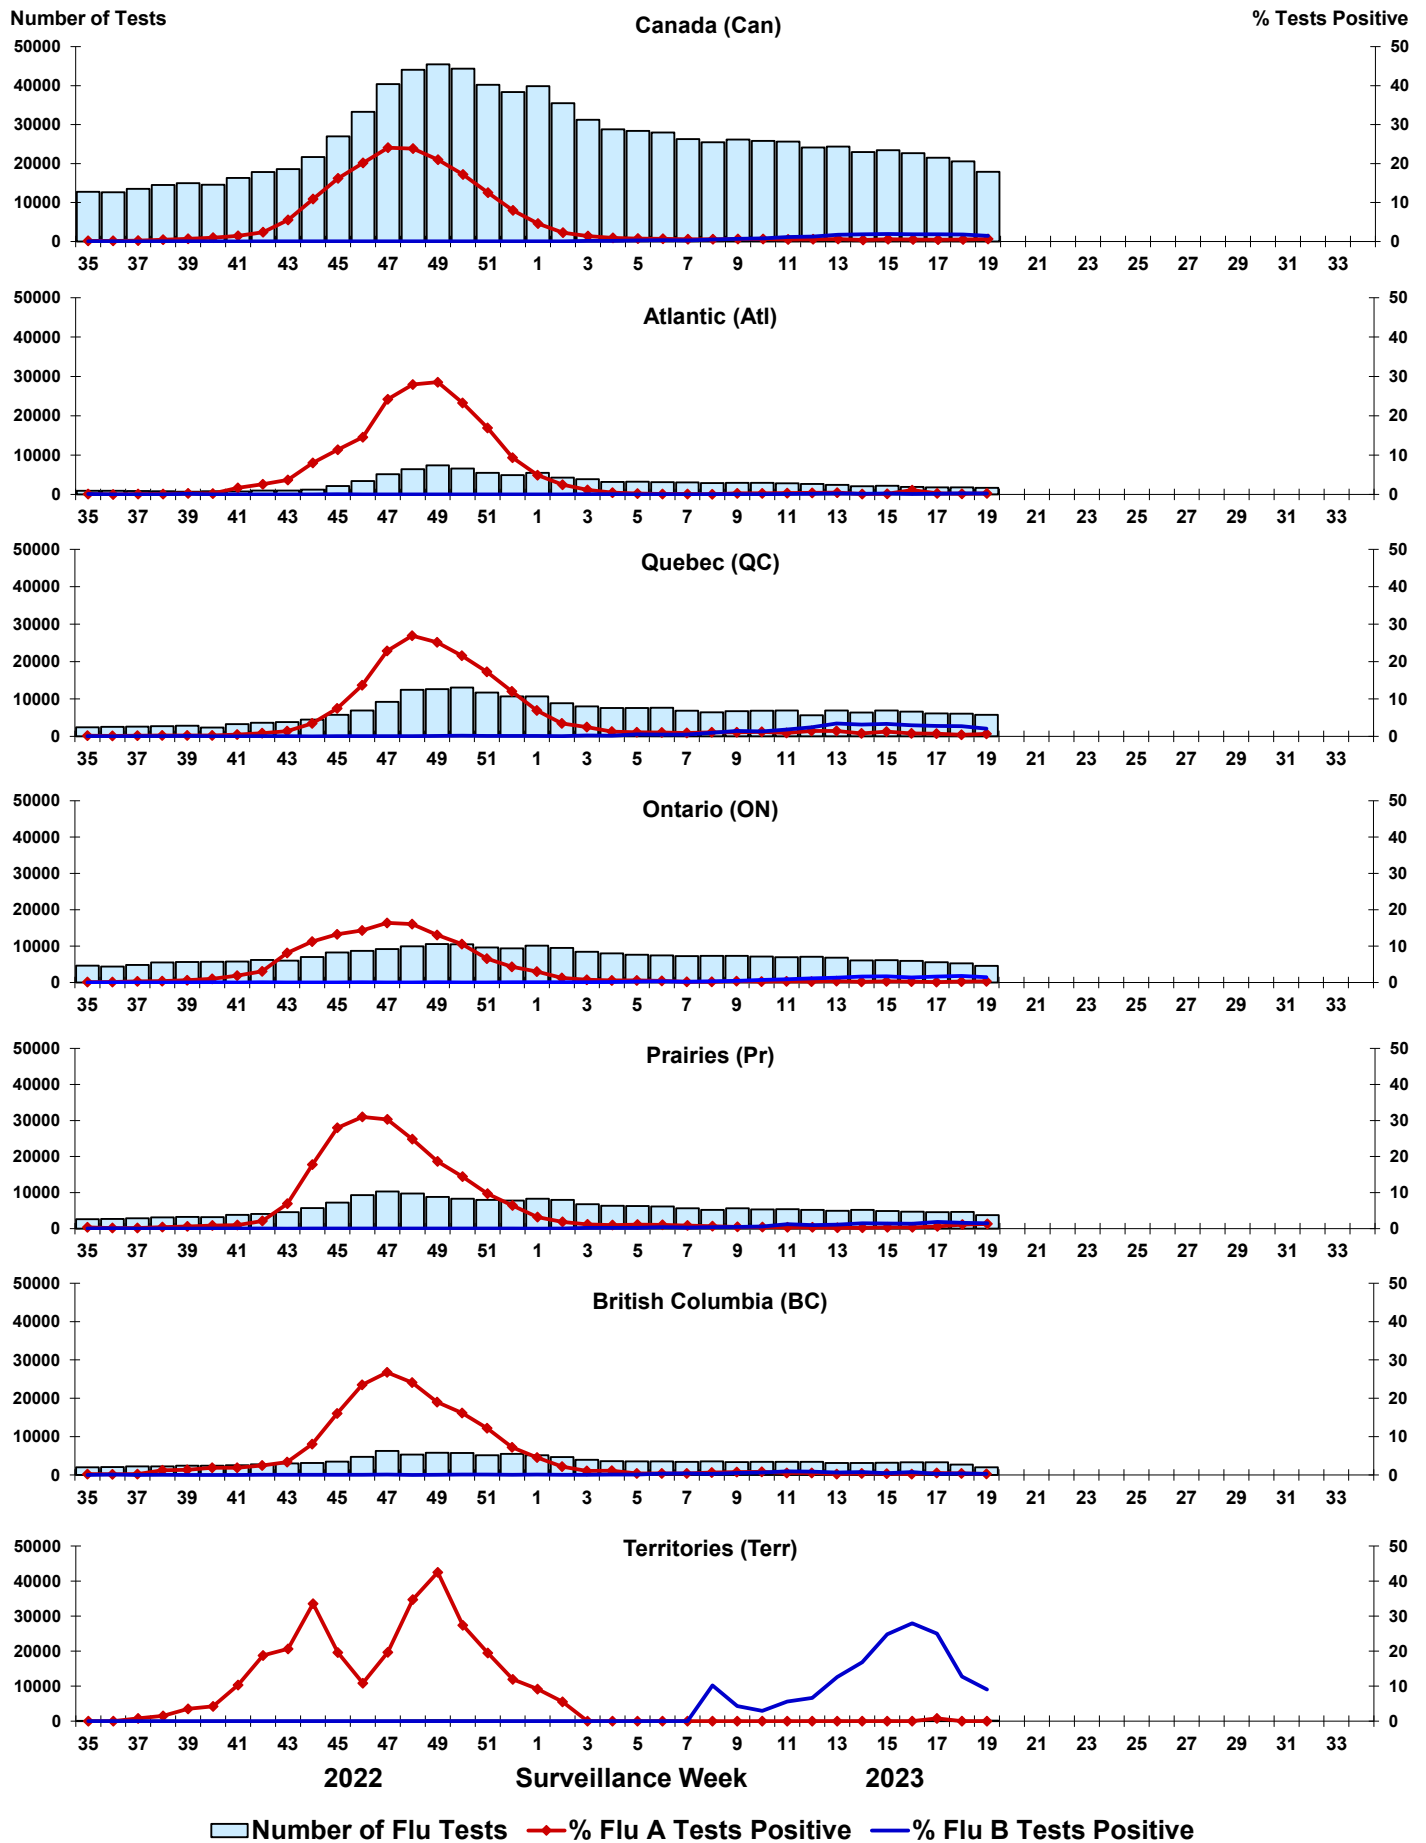 Number of Tests
Canada (Can)
% Tests Positive
50000 50
40000 40
30000 30
20000 20
10000 10
0 0
35 37 39 41 43 45 47 49 51 1 3 5 7 9 11 13 15 17 19 21 23 25 27 29 31 33
Atlantic (Atl)
50000 50
40000 40
30000 30
20000 20
10000 10
0 0
35 37 39 41 43 45 47 49 51 1 3 5 7 9 11 13 15 17 19 21 23 25 27 29 31 33
Quebec (QC)
50000 50
40000 40
30000 30
20000 20
10000 10
0 0
35 37 39 41 43 45 47 49 51 1 3 5 7 9 11 13 15 17 19 21 23 25 27 29 31 33
Ontario (ON)
50000 50
40000 40
30000 30
20000 20
10000 10
0 0
35 37 39 41 43 45 47 49 51 1 3 5 7 9 11 13 15 17 19 21 23 25 27 29 31 33
Prairies (Pr)
50000 50
40000 40
30000 30
20000 20
10000 10
0 0
35 37 39 41 43 45 47 49 51 1 3 5 7 9 11 13 15 17 19 21 23 25 27 29 31 33
British Columbia (BC)
50000 50
40000 40
30000 30
20000 20
10000 10
0 0
35 37 39 41 43 45 47 49 51 1 3 5 7 9 11 13 15 17 19 21 23 25 27 29 31 33
Territories (Terr)
50000 50
40000 40
30000 30
20000 20
10000 10
0 0
35 37 39 41 43 45 47 49 51 1 3 5 7 9 11 13 15 17 19 21 23 25 27 29 31 33
2022 Surveillance Week 2023
Number of Flu Tests % Flu A Tests Positive % Flu B Tests Positive